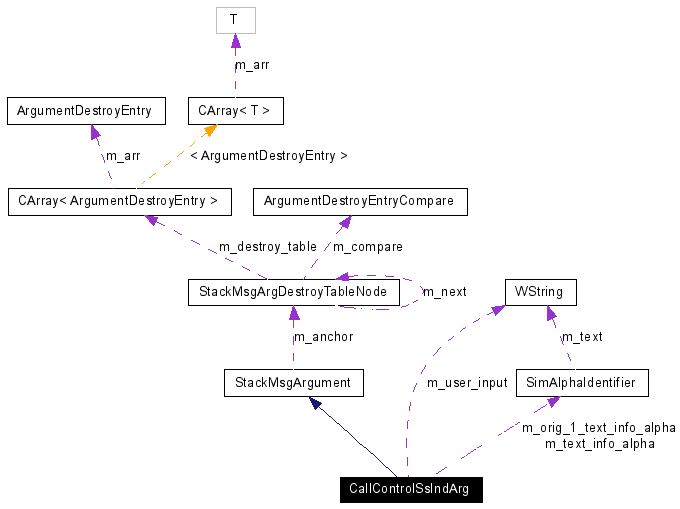 T
m_arr
ArgumentDestroyEntry
CArray< T >
m_arr
< ArgumentDestroyEntry >
CArray< ArgumentDestroyEntry >
ArgumentDestroyEntryCompare
m_destroy_table
m_compare
StackMsgArgDestroyTableNode
m_next
WString
m_anchor
m_text
StackMsgArgument
m_user_input
SimAlphaIdentifier
m_orig_1_text_info_alpha
m_text_info_alpha
CallControlSsIndArg